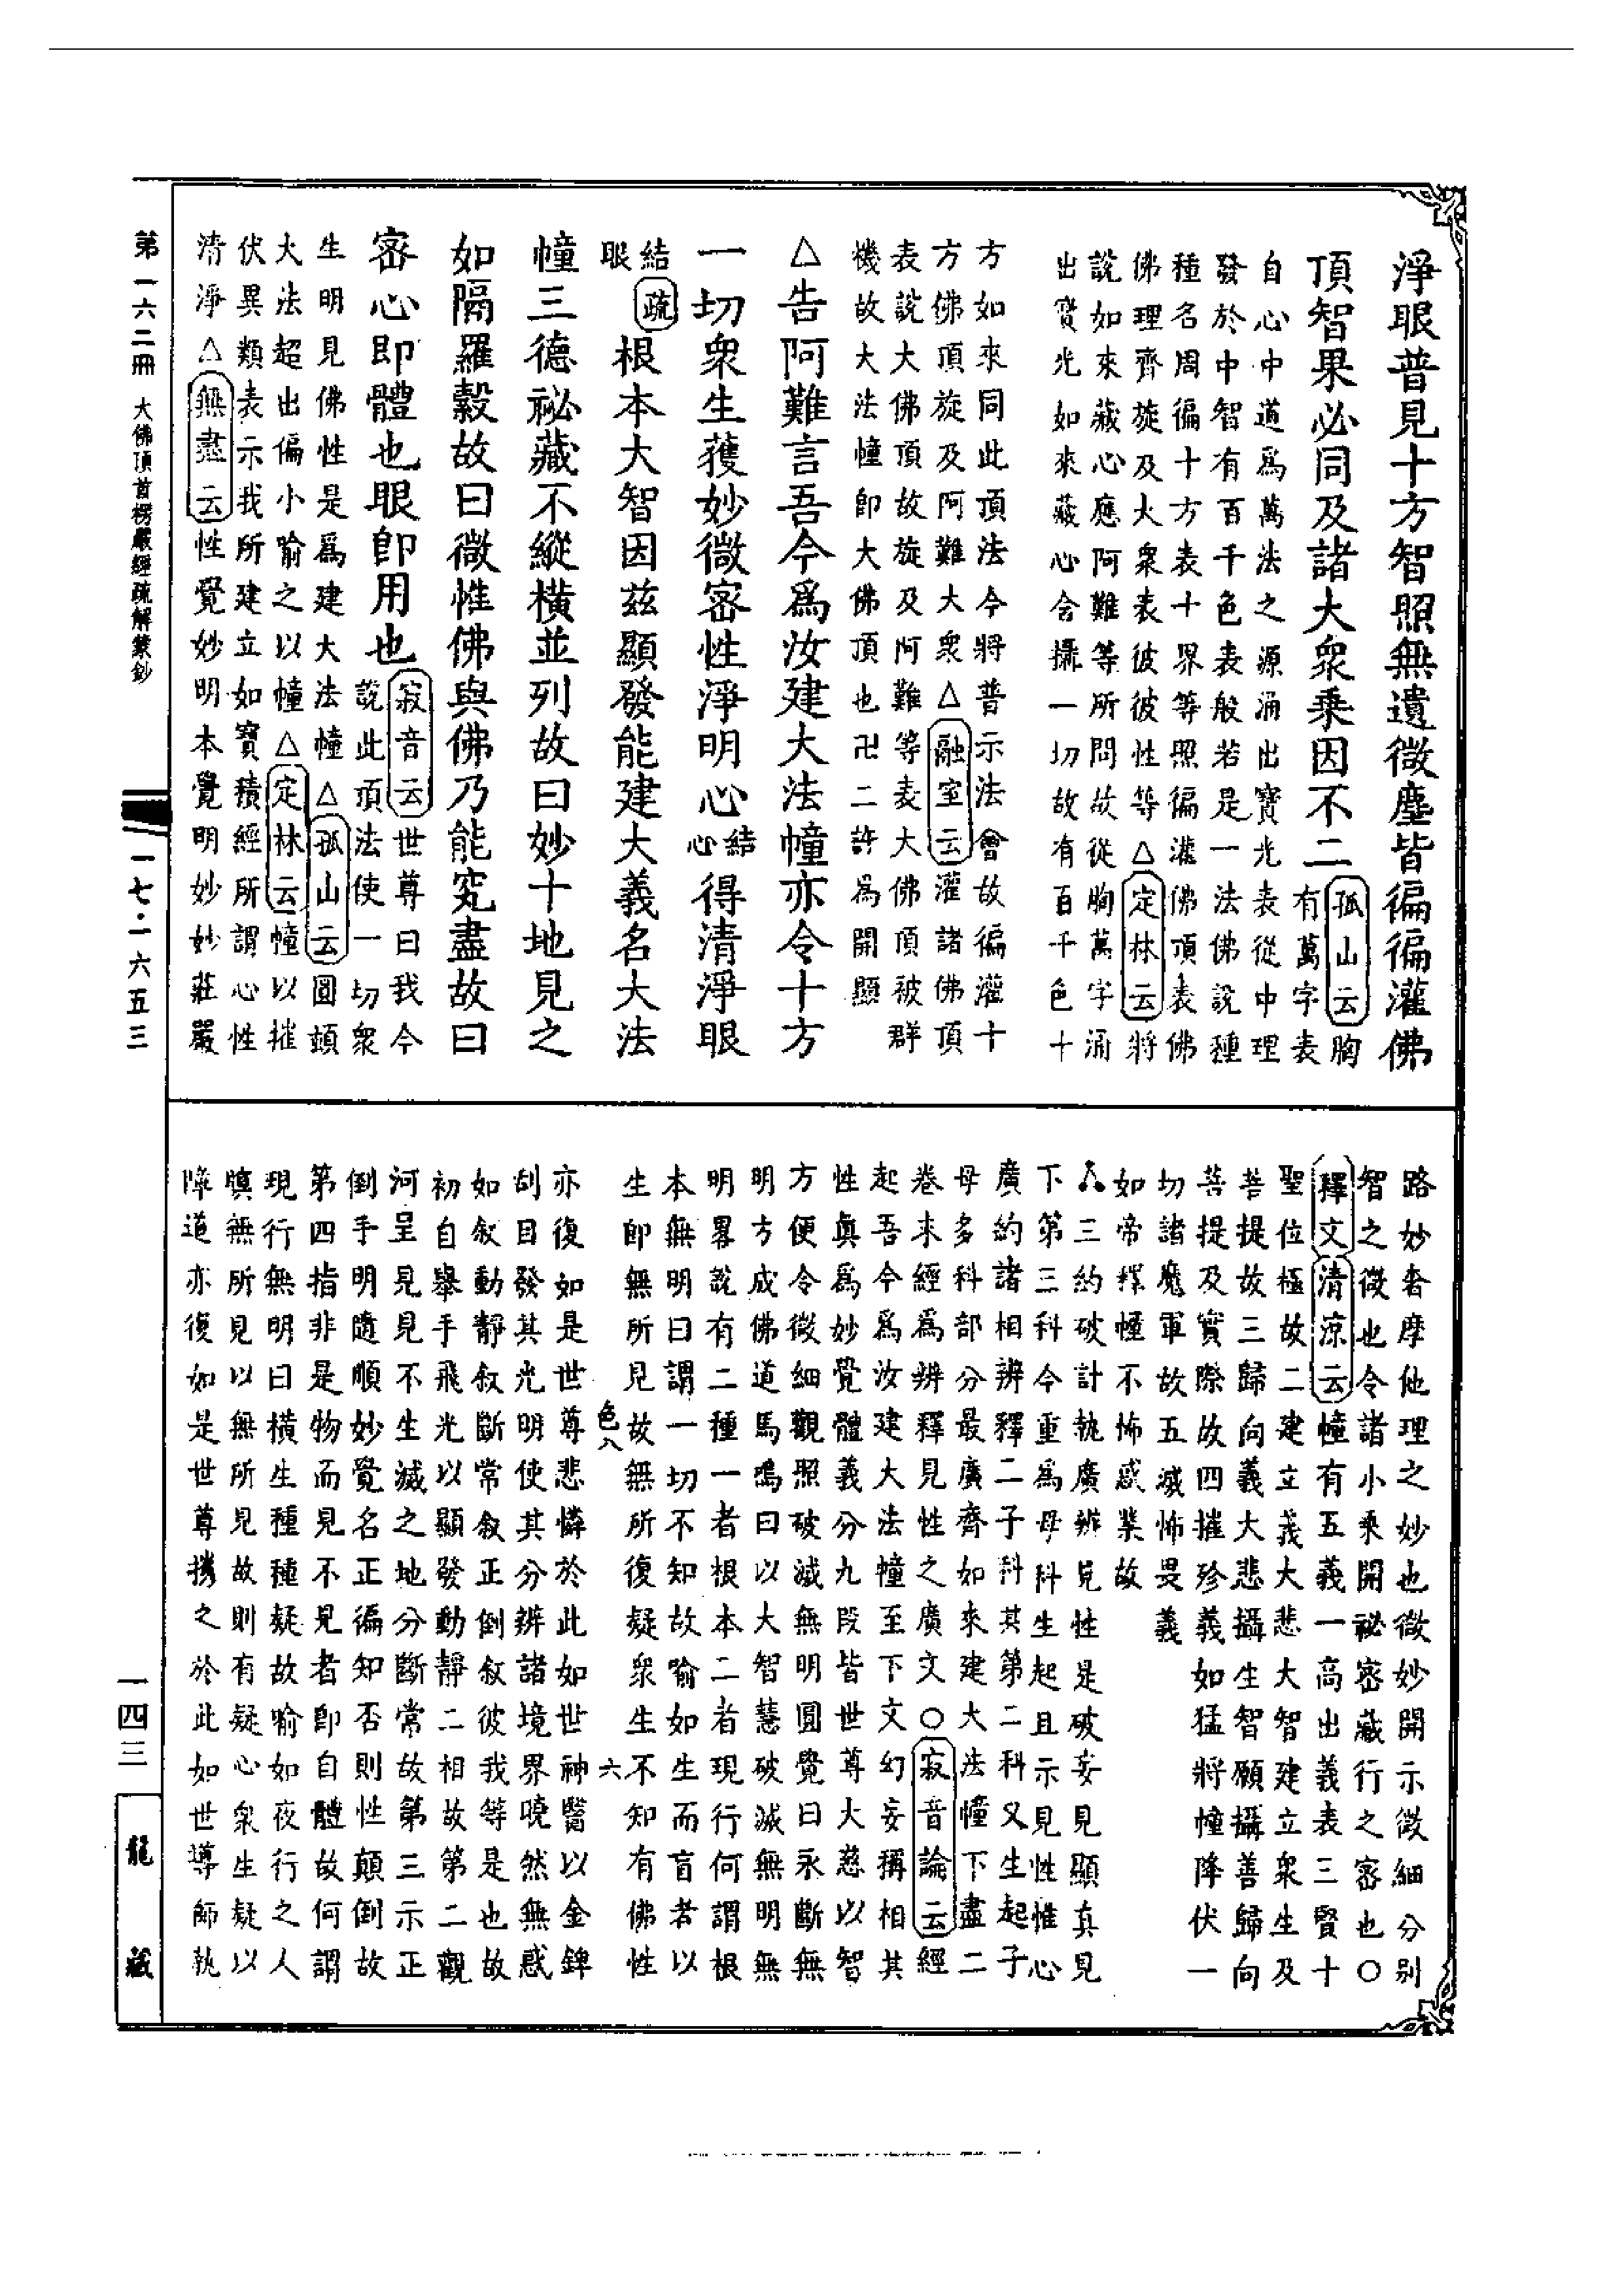 淨眼普見十方智照無遺微塵皆徧徧灌佛
頂智果必同及諸大衆乘因不二孤山云胸
有萬字表
自心中中道爲萬法之源涌出寶光表從中理
發於中智有百千色表般若是一法佛說種
種名周徧十方表十界等照徧灌佛頂表佛
佛理齊旋及大衆表彼彼性等△定林云將
說如來藏心應阿難等所問故從胸萬字涌
出寶光如來藏心含攝一切故有百千色十
方如來同此頂法今將普示法會故徧灌十
方佛頂旋及阿難大衆△融室云灌諸佛頂
表說大佛頂故旋及阿難等表大佛頂被群
機故大法幢即大佛頂也卍二許爲開顯
△告阿難言吾今爲汝建大法幢亦令十方
一切衆生獲妙微密性淨明心結心得清淨眼
結眼疏根本大智因茲顯發能建大義名大法
幢三德祕藏不縱橫並列故曰妙十地見之
如隔羅縠故曰微性佛與佛乃能究盡故曰
密心即體也眼即用也寂音云世尊曰我今
說此頂法使一切衆
生明見佛性是爲建大法幢△孤山云圓頓
大法超出偏小喻之以幢△定林云幢以摧
伏異類表示我所建立如寶積經所謂心性
清淨△無盡云性覺妙明本覺明妙妙莊嚴
路妙奢摩他理之妙也微妙開示微細分別
智之微也令諸小乘開祕密藏行之密也○
釋文清涼云幢有五義一高出義表三賢十
聖位極故二建立義大悲大智建立衆生及
菩提故三歸向義大悲攝生智願攝善歸向
菩提及實際故四摧殄義如猛將幢降伏一
切諸魔軍故五滅怖畏義
如帝釋幢不怖惑業故
三約破計執廣辨見性是破妄見顯真見
下第三科今重爲母科生起且示見性惟心
廣約諸相辨釋二子科其第二科又生起子
母多科部分最廣齊如來建大法幢下盡二
卷末經爲辨釋見性之廣文○寂音論云經
起吾今爲汝建大法幢至下文幻妄稱相其
性真爲妙覺體義分九段皆世尊大慈以智
方便令微細觀照破滅無明圓覺曰永斷無
明方成佛道馬鳴曰以大智慧破滅無明無
明畧說有二種一者根本二者現行何謂根
本無明曰謂一切不知故喻如生而盲者以
生即無所見故無所復疑衆生不知有佛性
色八 六
亦復如是世尊悲憐於此如世神醫以金錍
刮目發其光明使其分辨諸境界曉然無惑
如敘動靜敘斷常敘正倒敘彼我等是也故
初自舉手飛光以顯發動靜二相故第二觀
河呈見見不生滅之地分斷常故第三示正
倒手明隨順妙覺名正徧知否則性顛倒故
第四指非是物而見不見者即自體故何謂
現行無明曰橫生種種疑故喻如夜行之人
瞋無所見以無所見故則有疑心衆生疑以
障道亦復如是世尊㩦之於此如世導師執
第一六二冊 大佛頂首楞嚴經疏解蒙鈔
一七·六五三
一四三
龍藏